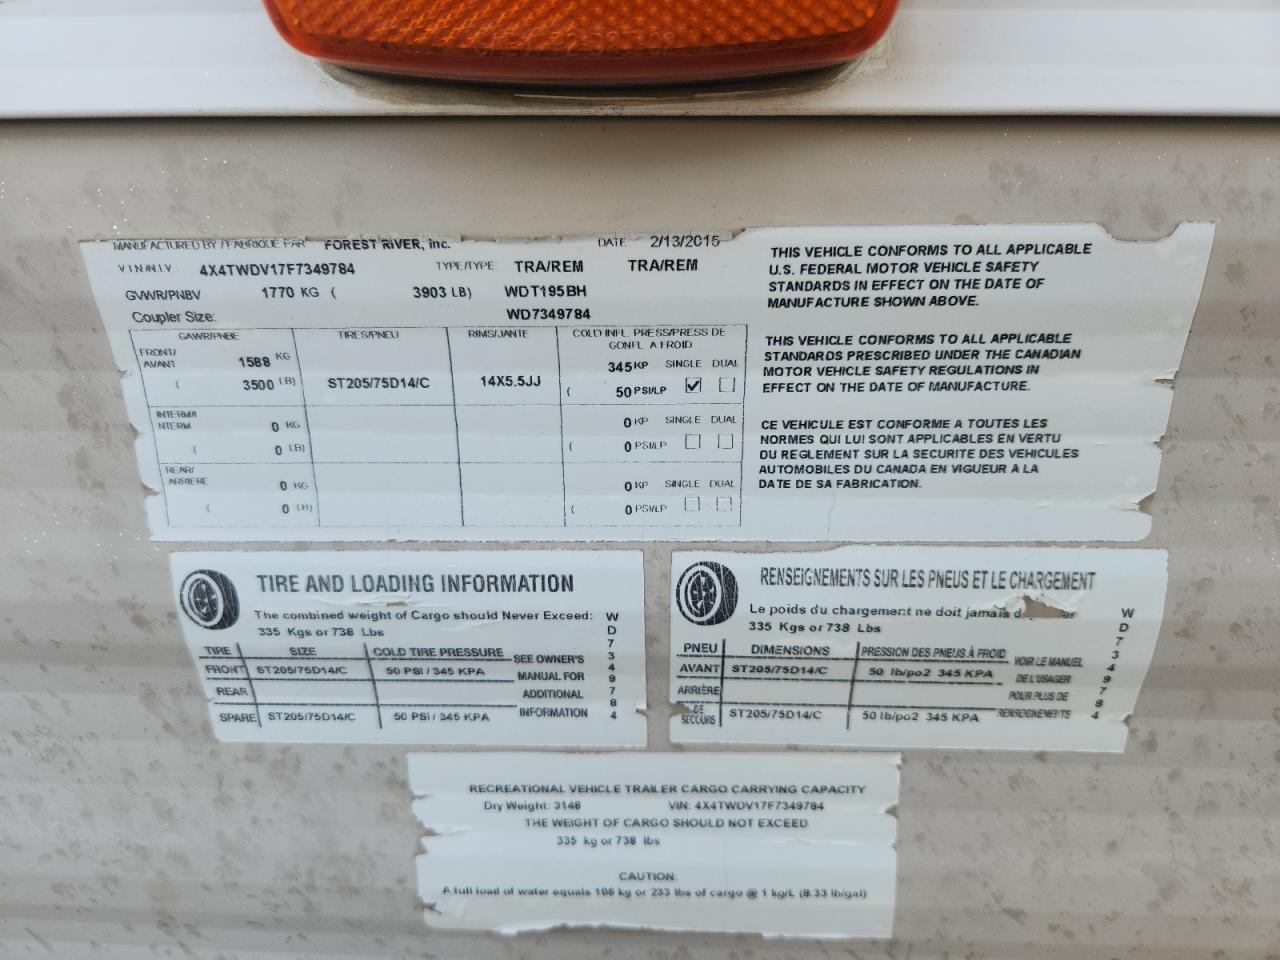 MANUFACTURED BY / FABRIQUE PAR FOREST RIVER, inc. DATE 2/13/2015
V.I.N./N.I.V. 4X4TWDV17F7349784 TYPE/TYPE TRA/REM TRA/REM
GVWR/PNBV 1770 KG ( 3903 LB) WDT195BH
Coupler Size: WD7349784
GAWR/PNBE TIRES/PNEU RIMS/JANTE COLD INFL PRESS/PRESS DE
GONFL A FROID
FRONT/
AVANT 1588 KG 345 KP SINGLE DUAL
( 3500 LB) ST205/75D14/C 14X5.5JJ ( 50 PSI/LP
INTERM/
INTERM 0 KG 0 KP SINGLE DUAL
( 0 LB) ( 0 PSI/LP
REAR/
ARRIERE 0 KG 0 KP SINGLE DUAL
( 0 LB) ( 0 PSI/LP
THIS VEHICLE CONFORMS TO ALL APPLICABLE
U.S. FEDERAL MOTOR VEHICLE SAFETY
STANDARDS IN EFFECT ON THE DATE OF
MANUFACTURE SHOWN ABOVE.
THIS VEHICLE CONFORMS TO ALL APPLICABLE
STANDARDS PRESCRIBED UNDER THE CANADIAN
MOTOR VEHICLE SAFETY REGULATIONS IN
EFFECT ON THE DATE OF MANUFACTURE.
CE VEHICULE EST CONFORME A TOUTES LES
NORMES QUI LUI SONT APPLICABLES EN VERTU
DU REGLEMENT SUR LA SECURITE DES VEHICULES
AUTOMOBILES DU CANADA EN VIGUEUR A LA
DATE DE SA FABRICATION.
TIRE AND LOADING INFORMATION
The combined weight of Cargo should Never Exceed:
335 Kgs or 738 Lbs
TIRE SIZE COLD TIRE PRESSURE
FRONT ST205/75D14/C 50 PSI / 345 KPA
REAR
SPARE ST205/75D14/C 50 PSI / 345 KPA
SEE OWNER'S
MANUAL FOR
ADDITIONAL
INFORMATION
WD7349784
RENSEIGNEMENTS SUR LES PNEUS ET LE CHARGEMENT
Le poids du chargement ne doit jamais
335 Kgs or 738 Lbs
PNEU DIMENSIONS PRESSION DES PNEUS À FROID
AVANT ST205/75D14/C 50 lb/po2 345 KPA
ARRIÈRE
DE
SECOURS ST205/75D14/C 50 lb/po2 345 KPA
VOIR LE MANUEL
DE L'USAGER
POUR PLUS DE
RENSEIGNEMENTS
WD7349784
RECREATIONAL VEHICLE TRAILER CARGO CARRYING CAPACITY
Dry Weight: 3148 VIN: 4X4TWDV17F7349784
THE WEIGHT OF CARGO SHOULD NOT EXCEED
335 kg or 738 lbs
CAUTION:
A full load of water equals 106 kg or 233 lbs of cargo @ 1 kg/L (8.33 lb/gal)